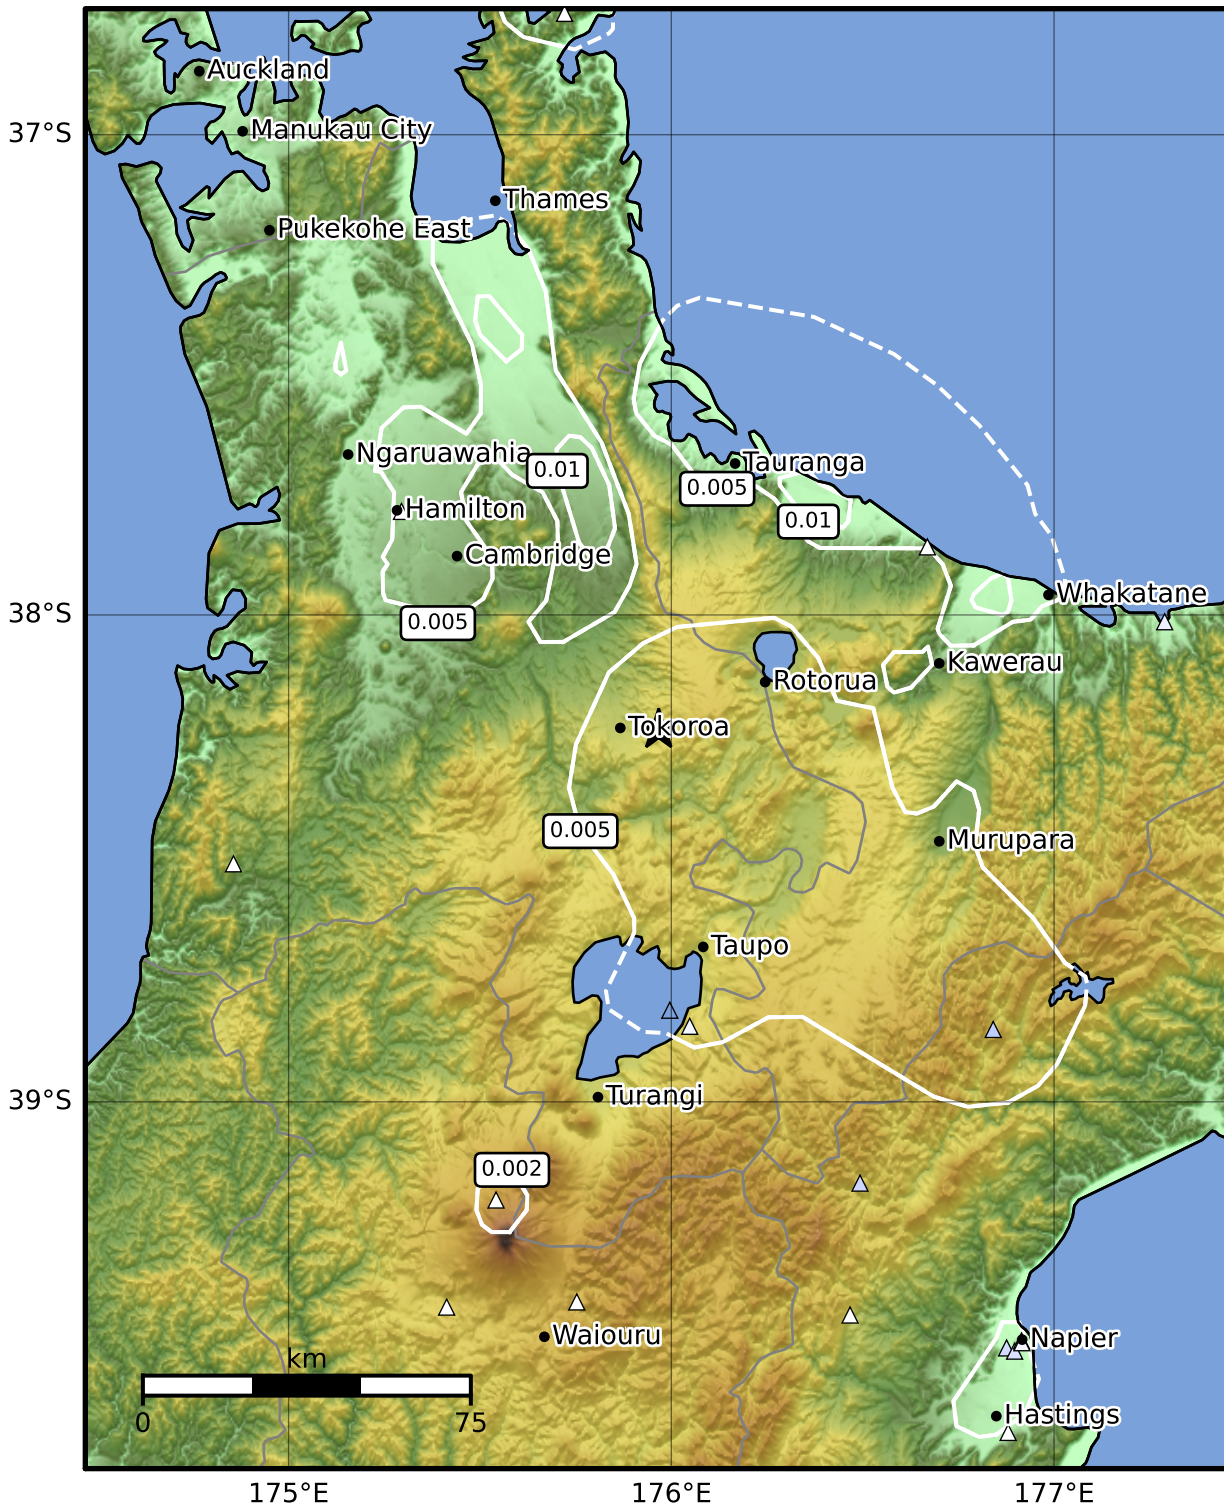 Auckland
37°S
Manukau City
Thames
Pukekohe East
Ngaruawahia
0.01
Tauranga
0.005
Hamilton
0.01
Cambridge
38°S
0.005
Whakatane
Kawerau
Rotorua
Tokoroa
0.005
Murupara
Taupo
39°S
Turangi
0.002
Waiouru
Napier
km
0
75
Hastings
175°E
176°E
177°E